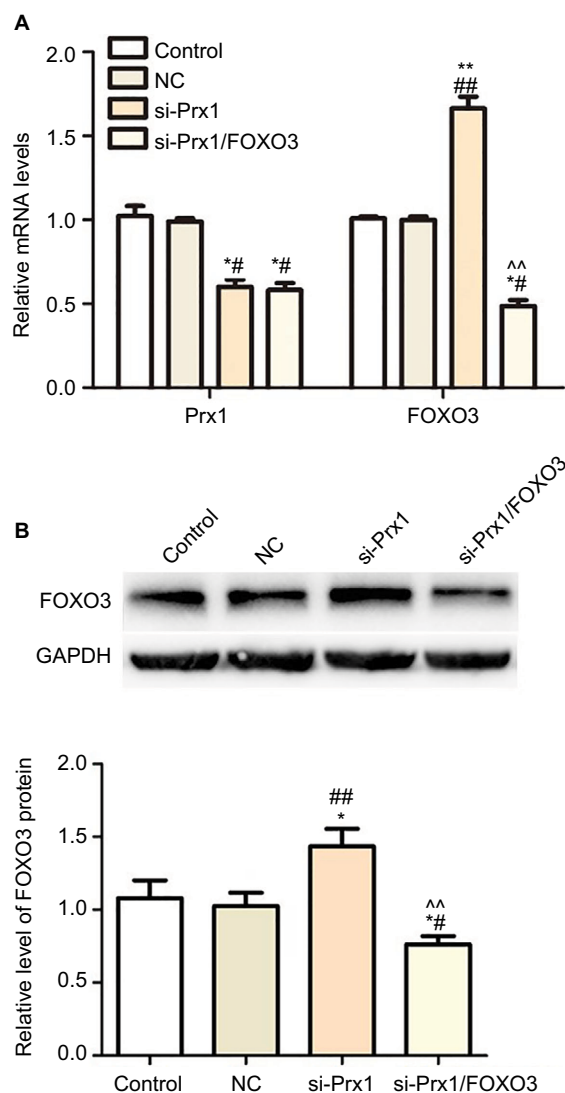 A
Relative mRNA levels
2.0
1.5
1.0
0.5
0.0
Control
NC
si-Prx1
si-Prx1/FOXO3
*#
*#
**
##
^^
*#
Prx1
FOXO3
B
Control
NC
si-Prx1
si-Prx1/FOXO3
FOXO3
GAPDH
Relative level of FOXO3 protein
2.0
1.5
1.0
0.5
0.0
##
*
^^
*#
Control
NC
si-Prx1
si-Prx1/FOXO3